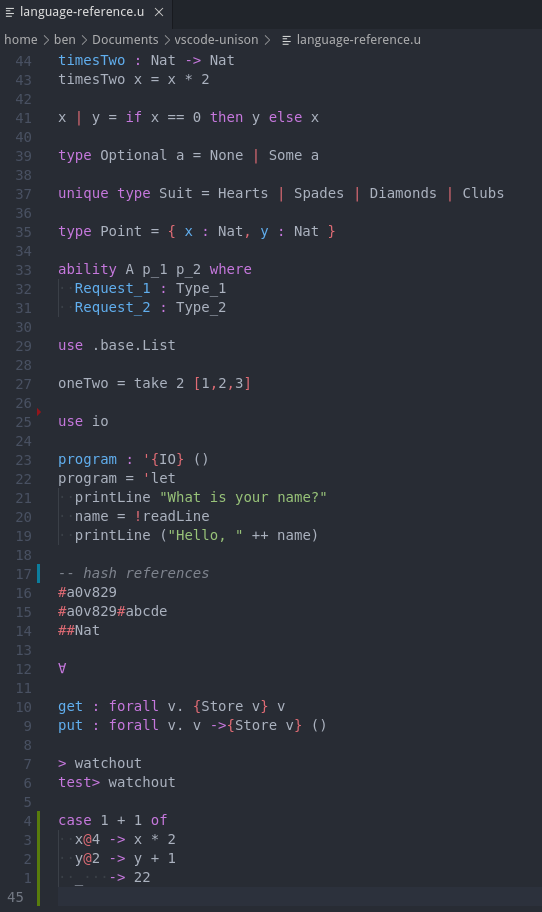 language-reference.u ×
home > ben > Documents > vscode-unison > language-reference.u
44 timesTwo : Nat -> Nat
43 timesTwo x = x * 2
42
41 x | y = if x == 0 then y else x
40
39 type Optional a = None | Some a
38
37 unique type Suit = Hearts | Spades | Diamonds | Clubs
36
35 type Point = { x : Nat, y : Nat }
34
33 ability A p_1 p_2 where
32   Request_1 : Type_1
31   Request_2 : Type_2
30
29 use .base.List
28
27 oneTwo = take 2 [1,2,3]
26
25 use io
24
23 program : '{IO} ()
22 program = 'let
21   printLine "What is your name?"
20   name = !readLine
19   printLine ("Hello, " ++ name)
18
17 -- hash references
16 #a0v829
15 #a0v829#abcde
14 ##Nat
13
12 ∀
11
10 get : forall v. {Store v} v
9 put : forall v. v ->{Store v} ()
8
7 > watchout
6 test> watchout
5
4 case 1 + 1 of
3   x@4 -> x * 2
2   y@2 -> y + 1
1   _   -> 22
45